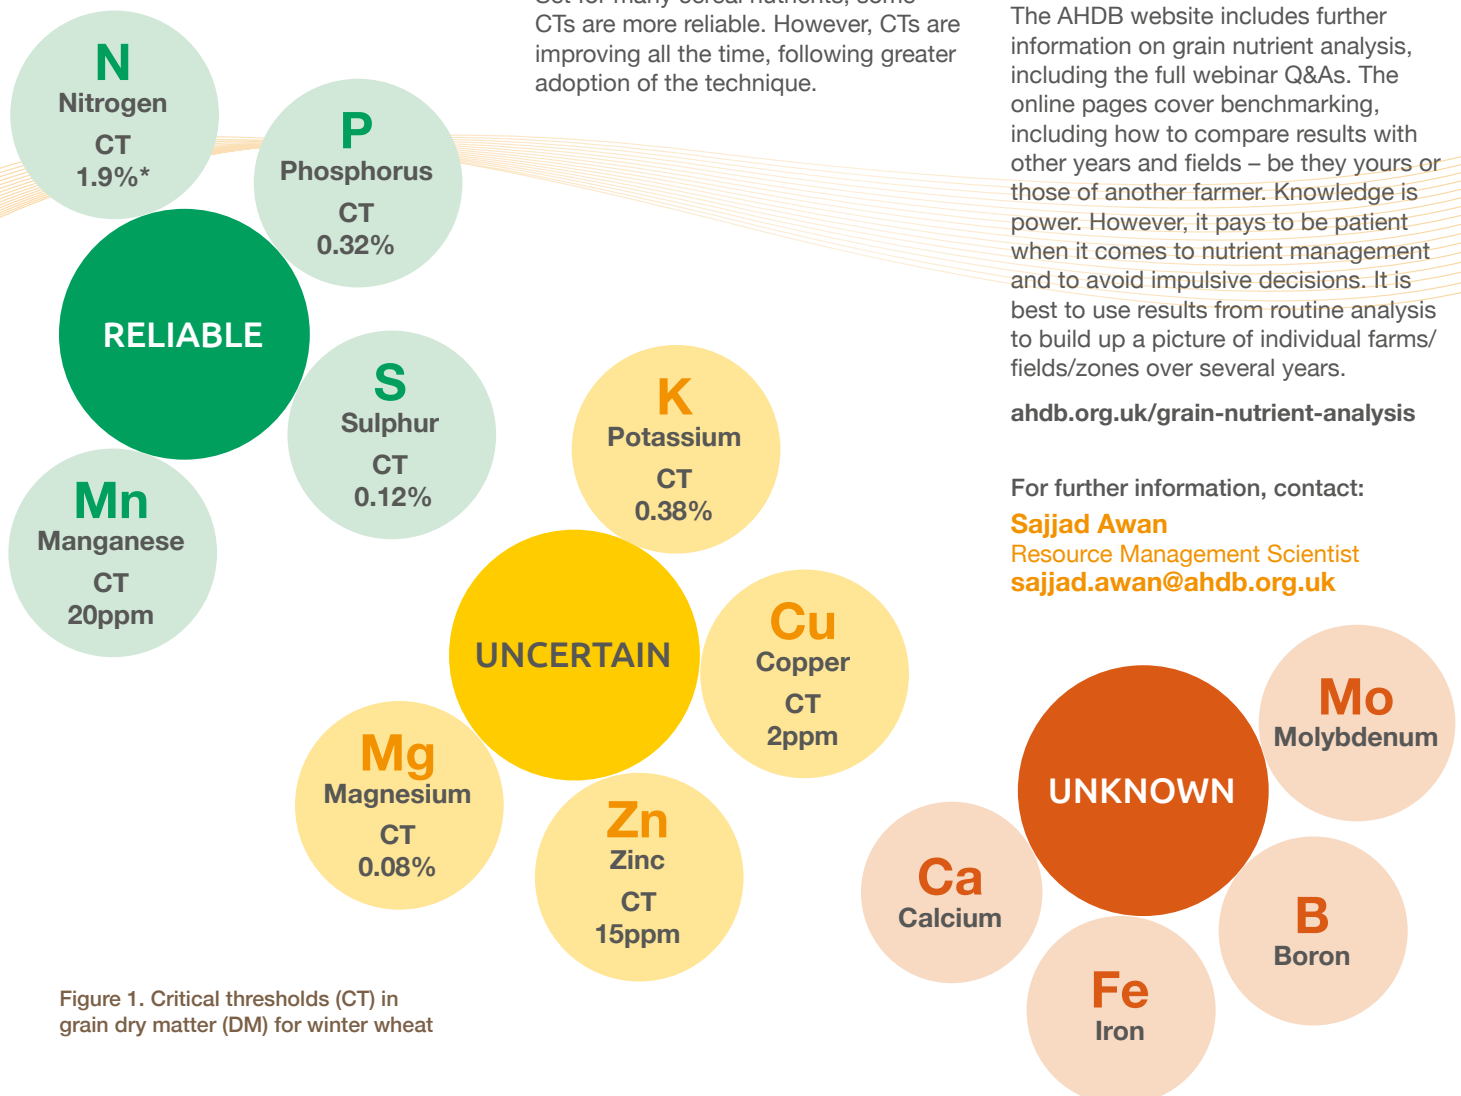 CTs are more reliable. However, CTs are
improving all the time, following greater
adoption of the technique.
The AHDB website includes further
information on grain nutrient analysis,
including the full webinar Q&As. The
online pages cover benchmarking,
including how to compare results with
other years and fields – be they yours or
those of another farmer. Knowledge is
power. However, it pays to be patient
when it comes to nutrient management
and to avoid impulsive decisions. It is
best to use results from routine analysis
to build up a picture of individual farms/
fields/zones over several years.
ahdb.org.uk/grain-nutrient-analysis
For further information, contact:
Sajjad Awan
Resource Management Scientist
sajjad.awan@ahdb.org.uk
N
Nitrogen
CT
1.9%*
P
Phosphorus
CT
0.32%
RELIABLE
S
Sulphur
CT
0.12%
Mn
Manganese
CT
20ppm
K
Potassium
CT
0.38%
UNCERTAIN
Cu
Copper
CT
2ppm
Mg
Magnesium
CT
0.08%
Zn
Zinc
CT
15ppm
Mo
Molybdenum
UNKNOWN
Ca
Calcium
B
Boron
Fe
Iron
Figure 1. Critical thresholds (CT) in
grain dry matter (DM) for winter wheat